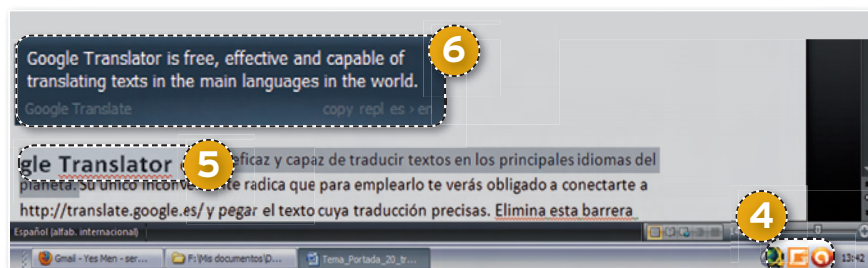 Google Translator is free, effective and capable of
translating texts in the main languages in the world.
Google Translate copy repl es › en
6
gle Translator eficaz y capaz de traducir textos en los principales idiomas del
5
planeta. Su único radica que para emplearlo te verás obligado a conectarte a
http://translate.google.es/ y pegar el texto cuya traducción precisas. Elimina esta barrera
4
Español (alfab. internacional)
Gmail - Yes Men - ser... F:\Mis documentos\D... Tema_Portada_20_tr... 13:42